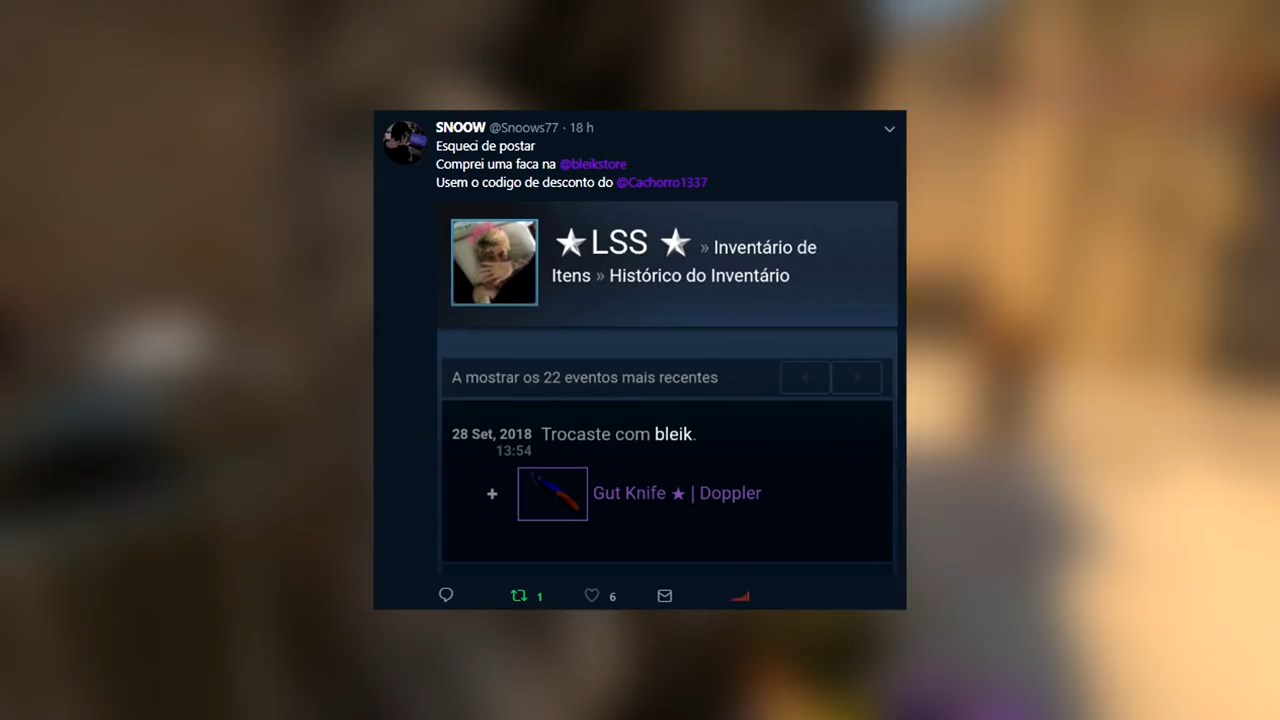 SNOOW @Snoows77 · 18 h
Esqueci de postar
Comprei uma faca na @bleikstore
Usem o codigo de desconto do @Cachorro1337
★LSS ★ » Inventário de
Itens » Histórico do Inventário
A mostrar os 22 eventos mais recentes
< >
28 Set, 2018 Trocaste com bleik.
13:54
+ Gut Knife ★ | Doppler
1 6